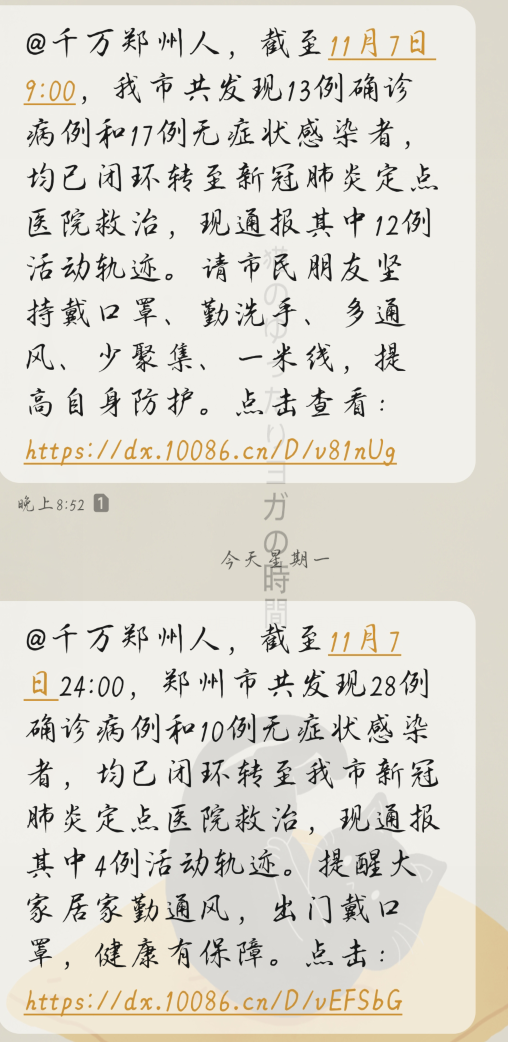 @千万郑州人，截至11月7日
9:00，我市共发现13例确诊
病例和17例无症状感染者，
均已闭环转至新冠肺炎定点
医院救治，现通报其中12例
活动轨迹。请市民朋友坚
持戴口罩、勤洗手、多通
风、少聚集、一米线，提
高自身防护。点击查看：
https://dx.10086.cn/D/v81nUg
晚上8:52 1
今天星期一
@千万郑州人，截至11月7
日24:00，郑州市共发现28例
确诊病例和10例无症状感染
者，均已闭环转至我市新冠
肺炎定点医院救治，现通报
其中4例活动轨迹。提醒大
家居家勤通风，出门戴口
罩，健康有保障。点击：
https://dx.10086.cn/D/vEFSbG
猫のゆったりヨガの時間